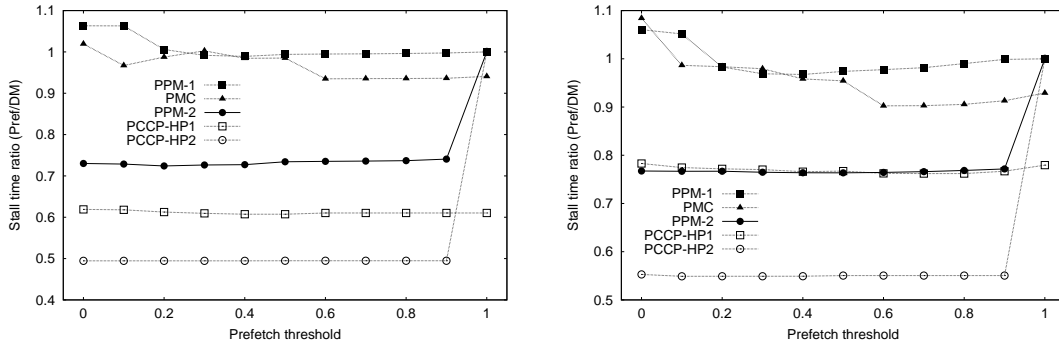 1.1
1
0.9
0.8
0.7
0.6
0.5
0.4
0 0.2 0.4 0.6 0.8 1
Stall time ratio (Pref/DM)
Prefetch threshold
PPM-1
PMC
PPM-2
PCCP-HP1
PCCP-HP2
1.1
1
0.9
0.8
0.7
0.6
0.5
0 0.2 0.4 0.6 0.8 1
Stall time ratio (Pref/DM)
Prefetch threshold
PPM-1
PMC
PPM-2
PCCP-HP1
PCCP-HP2